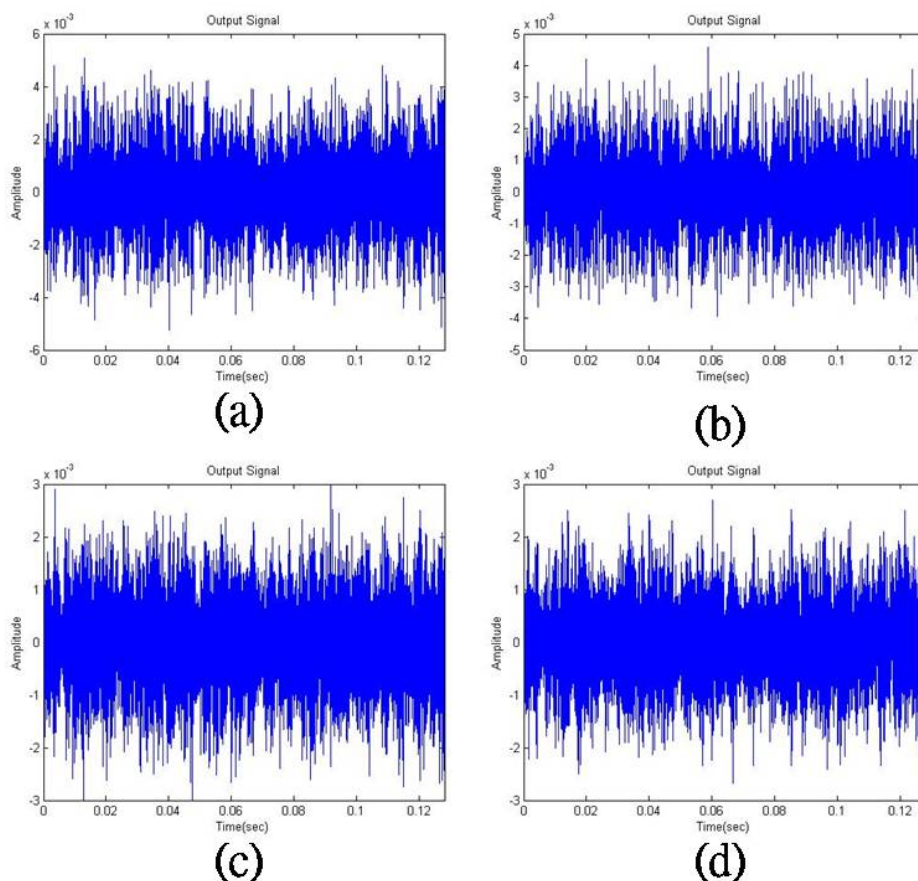 x 10⁻³
Output Signal
6
4
2
0
-2
-4
-6
Amplitude
0 0.02 0.04 0.06 0.08 0.1 0.12
Time(sec)
(a)
x 10⁻³
Output Signal
5
4
3
2
1
0
-1
-2
-3
-4
-5
Amplitude
0 0.02 0.04 0.06 0.08 0.1 0.12
Time(sec)
(b)
x 10⁻³
Output Signal
3
2
1
0
-1
-2
-3
Amplitude
0 0.02 0.04 0.06 0.08 0.1 0.12
Time(sec)
(c)
x 10⁻³
Output Signal
3
2
1
0
-1
-2
-3
Amplitude
0 0.02 0.04 0.06 0.08 0.1 0.12
Time(sec)
(d)